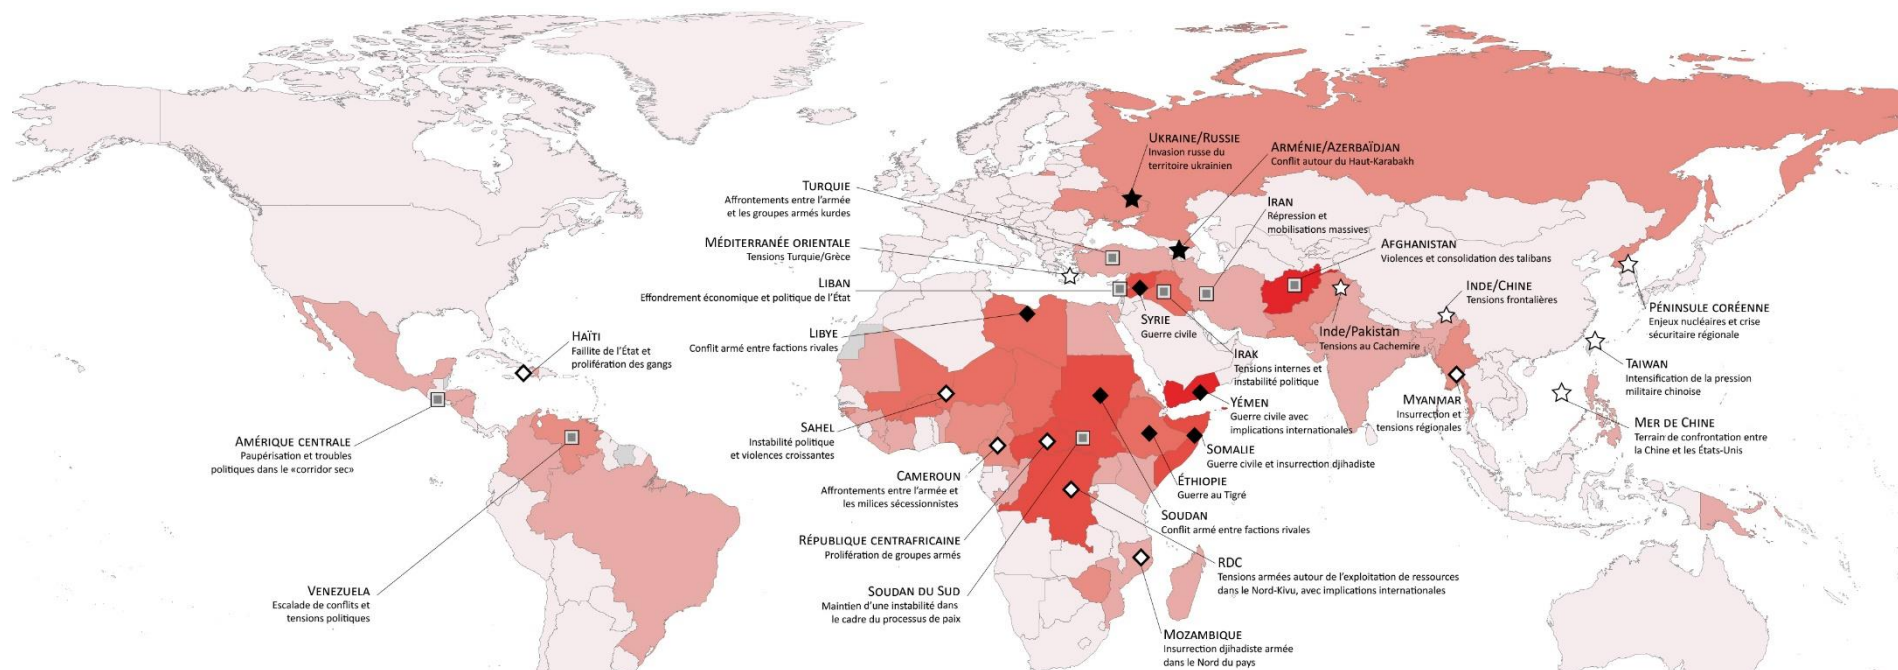 UKRAINE/RUSSIE
Invasion russe du
territoire ukrainien
ARMÉNIE/AZERBAÏDJAN
Conflit autour du Haut-Karabakh
TURQUIE
Affrontements entre l'armée
et les groupes armés kurdes
IRAN
Répression et
mobilisations massives
MÉDITERRANÉE ORIENTALE
Tensions Turquie/Grèce
AFGHANISTAN
Violences et consolidation des talibans
LIBAN
Effondrement économique et politique de l'État
INDE/CHINE
Tensions frontalières
PÉNINSULE CORÉENNE
Enjeux nucléaires et crise
sécuritaire régionale
SYRIE
Guerre civile
Inde/Pakistan
Tensions au Cachemire
LIBYE
Conflit armé entre factions rivales
HAÏTI
Faillite de l'État et
prolifération des gangs
IRAK
Tensions internes et
instabilité politique
TAIWAN
Intensification de la pression
militaire chinoise
YÉMEN
Guerre civile avec
implications internationales
MYANMAR
Insurrection et
tensions régionales
MER DE CHINE
Terrain de confrontation entre
la Chine et les États-Unis
SAHEL
Instabilité politique
et violences croissantes
AMÉRIQUE CENTRALE
Paupérisation et troubles
politiques dans le «corridor sec»
SOMALIE
Guerre civile et insurrection djihadiste
CAMEROUN
Affrontements entre l'armée et
les milices sécessionnistes
ÉTHIOPIE
Guerre au Tigré
SOUDAN
Conflit armé entre factions rivales
RÉPUBLIQUE CENTRAFRICAINE
Prolifération de groupes armés
RDC
Tensions armées autour de l'exploitation de ressources
dans le Nord-Kivu, avec implications internationales
VENEZUELA
Escalade de conflits et
tensions politiques
SOUDAN DU SUD
Maintien d'une instabilité dans
le cadre du processus de paix
MOZAMBIQUE
Insurrection djihadiste armée
dans le Nord du pays